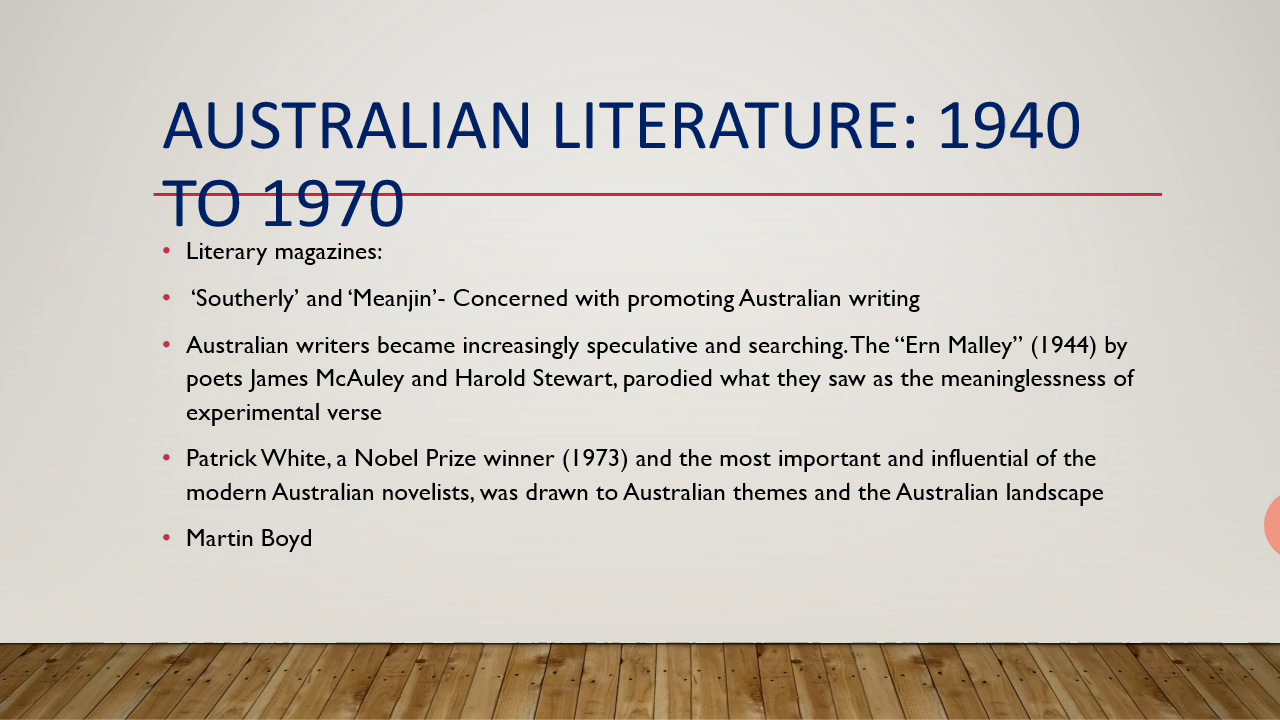 AUSTRALIAN LITERATURE: 1940
TO 1970
• Literary magazines:
• ‘Southerly’ and ‘Meanjin’- Concerned with promoting Australian writing
• Australian writers became increasingly speculative and searching. The “Ern Malley” (1944) by
poets James McAuley and Harold Stewart, parodied what they saw as the meaninglessness of
experimental verse
• Patrick White, a Nobel Prize winner (1973) and the most important and influential of the
modern Australian novelists, was drawn to Australian themes and the Australian landscape
• Martin Boyd